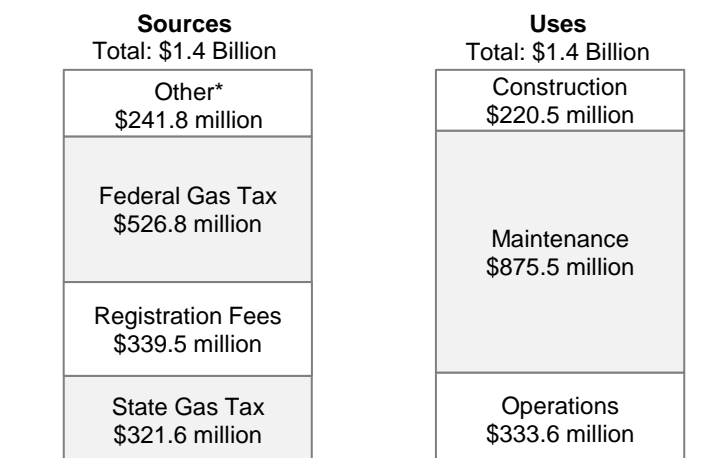 Sources
Total: $1.4 Billion
Other*
$241.8 million
Federal Gas Tax
$526.8 million
Registration Fees
$339.5 million
State Gas Tax
$321.6 million
Uses
Total: $1.4 Billion
Construction
$220.5 million
Maintenance
$875.5 million
Operations
$333.6 million